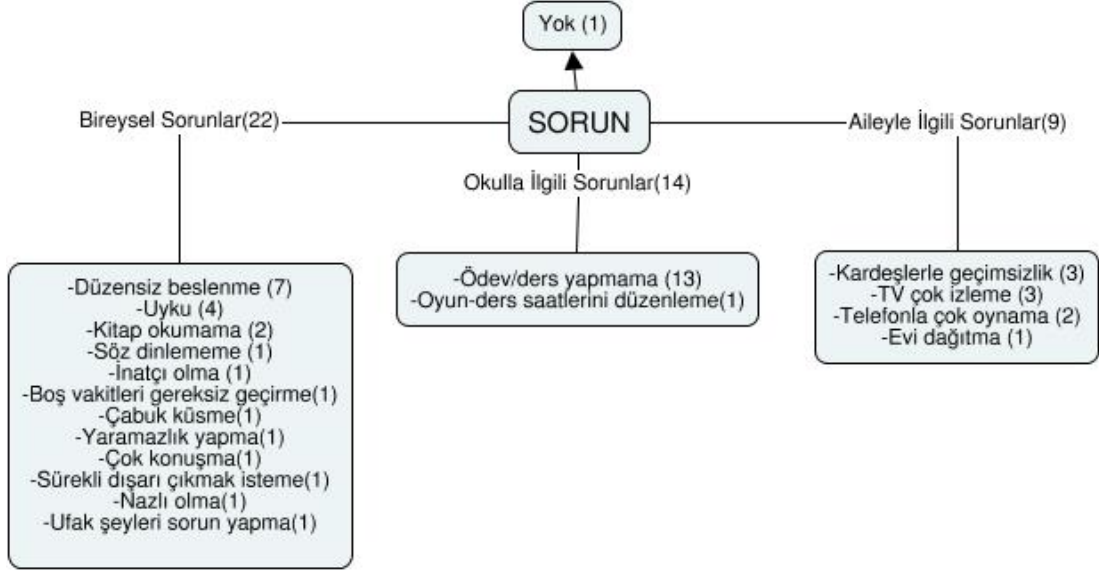 Yok (1)
SORUN
Bireysel Sorunlar(22)
Aileyle İlgili Sorunlar(9)
Okulla İlgili Sorunlar(14)
-Düzensiz beslenme (7)
-Uyku (4)
-Kitap okumama (2)
-Söz dinlememe (1)
-İnatçı olma (1)
-Boş vakitleri gereksiz geçirme(1)
-Çabuk küsme(1)
-Yaramazlık yapma(1)
-Çok konuşma(1)
-Sürekli dışarı çıkmak isteme(1)
-Nazlı olma(1)
-Ufak şeyleri sorun yapma(1)
-Ödev/ders yapmama (13)
-Oyun-ders saatlerini düzenleme(1)
-Kardeşlerle geçimsizlik (3)
-TV çok izleme (3)
-Telefonla çok oynama (2)
-Evi dağıtma (1)